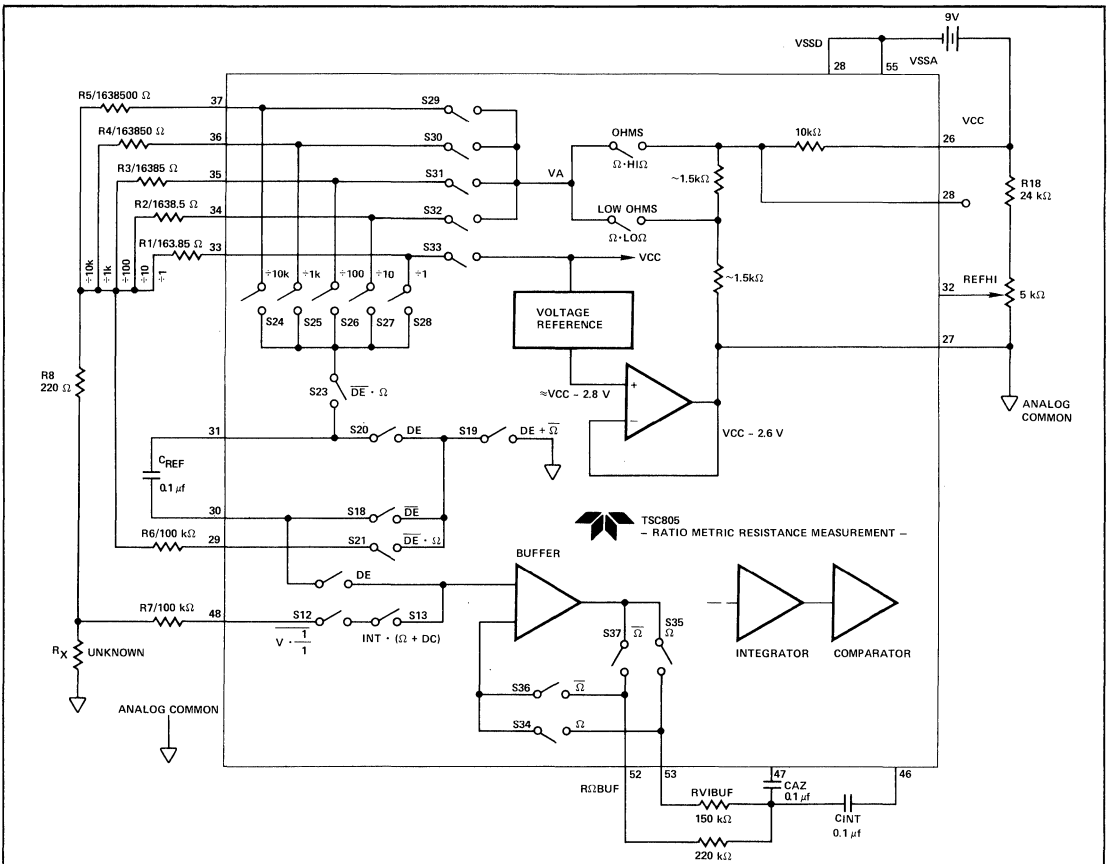 9V
VSSD
28
55
VSSA
R5/1638500 Ω
37
S29
R4/163850 Ω
36
S30
R3/16385 Ω
35
S31
R2/1638.5 Ω
34
S32
R1/163.85 Ω
33
S33
VA
OHMS
Ω·HIΩ
LOW OHMS
Ω·LOΩ
10kΩ
VCC
26
~1.5kΩ
28
R18
24 kΩ
VCC
~1.5kΩ
REFHI
32
5 kΩ
27
ANALOG
COMMON
÷10k
÷1k
÷100
÷10
÷1
÷10k
÷1k
÷100
÷10
÷1
S24
S25
S26
S27
S28
VOLTAGE
REFERENCE
≈VCC – 2.8 V
+
–
VCC – 2.6 V
R8
220 Ω
S23
DE · Ω
31
S20
DE
S19
DE + Ω
CREF
0.1 μf
30
S18
DE
29
R6/100 kΩ
S21
DE · Ω
TSC805
– RATIO METRIC RESISTANCE MEASUREMENT –
DE
BUFFER
R7/100 kΩ
48
S12
S13
V · 1/1
INT · (Ω + DC)
RX
UNKNOWN
S37
Ω
S35
Ω
INTEGRATOR
COMPARATOR
S36
Ω
S34
Ω
ANALOG COMMON
52
53
47
46
RΩBUF
CAZ
0.1 μf
RVIBUF
150 kΩ
CINT
0.1 μf
220 kΩ